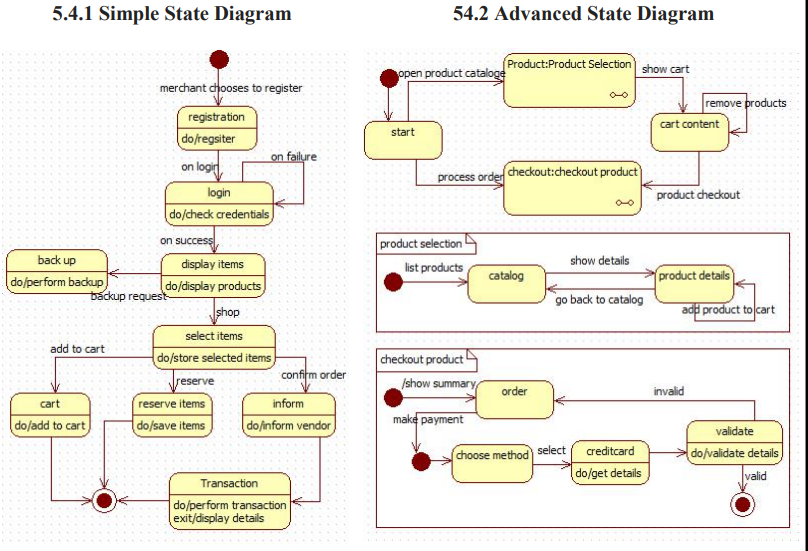 5.4.1 Simple State Diagram
merchant chooses to register
registration
do/regsiter
on login
on failure
login
do/check credentials
on success
back up
do/perform backup
backup request
display items
do/display products
shop
select items
do/store selected items
add to cart
reserve
confirm order
cart
do/add to cart
reserve items
do/save items
inform
do/inform vendor
Transaction
do/perform transaction
exit/display details
54.2 Advanced State Diagram
open product cataloge
Product:Product Selection
show cart
remove products
start
cart content
process order
checkout:checkout product
product checkout
product selection
list products
catalog
show details
product details
go back to catalog
add product to cart
checkout product
/show summary
order
invalid
make payment
choose method
select
creditcard
do/get details
validate
do/validate details
valid